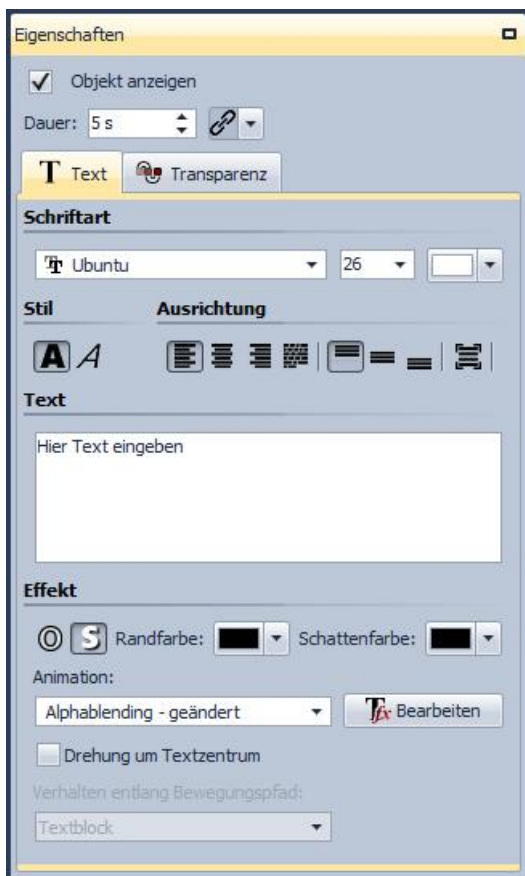 Eigenschaften
Objekt anzeigen
Dauer: 5 s
Text Transparenz
Schriftart
Ubuntu 26
Stil Ausrichtung
Text
Hier Text eingeben
Effekt
Randfarbe: Schattenfarbe:
Animation:
Alphablending - geändert Bearbeiten
Drehung um Textzentrum
Verhalten entlang Bewegungspfad:
Textblock